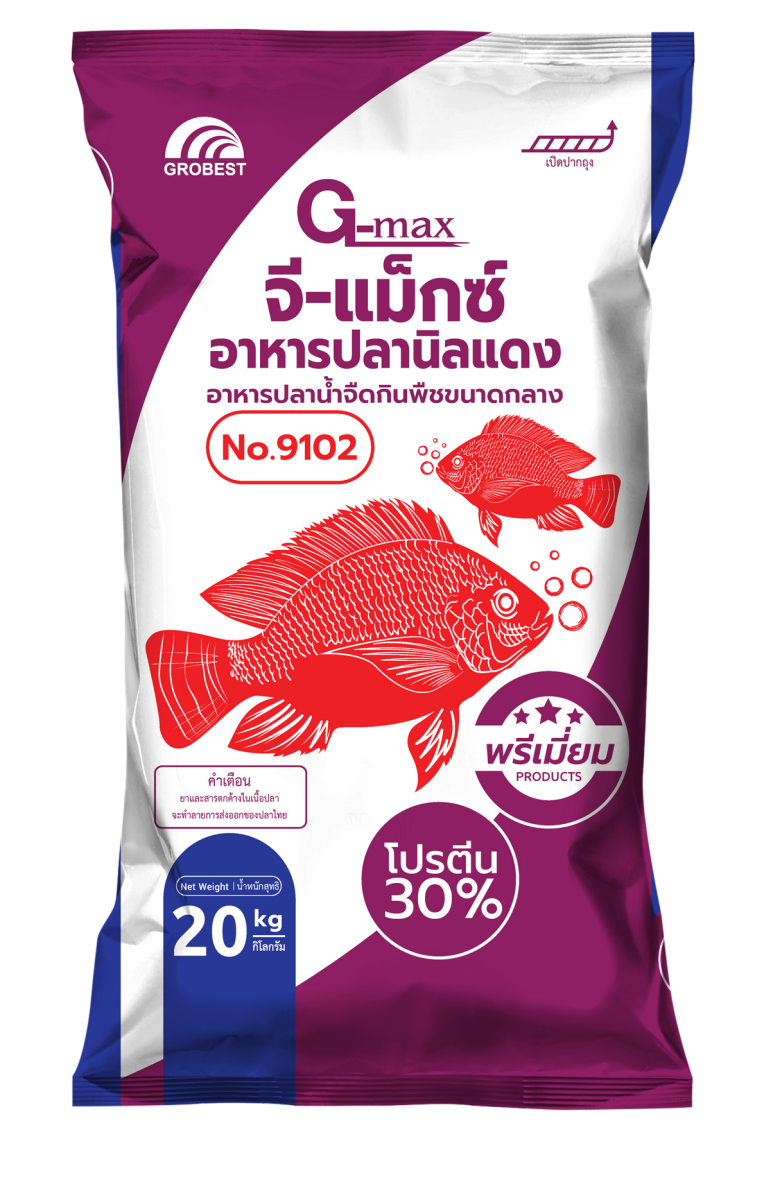 GROBEST
เปิดปากถุง
G-max
จี-แม็กซ์
อาหารปลานิลแดง
อาหารปลาน้ำจืดกินพืชขนาดกลาง
No.9102
พรีเมี่ยม
PRODUCTS
คำเตือน
ยาและสารตกค้างในเนื้อปลา
จะทำลายการส่งออกของปลาไทย
โปรตีน
30%
Net Weight | น้ำหนักสุทธิ
20 kg
กิโลกรัม